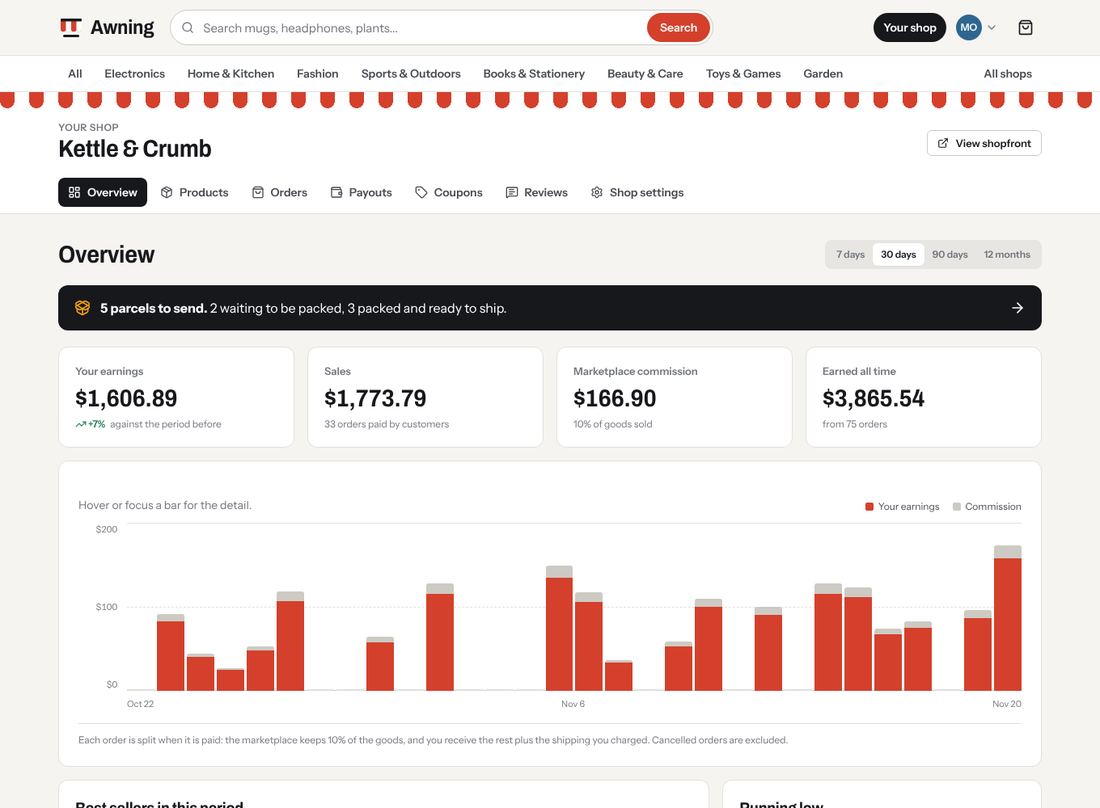 Awning
Search mugs, headphones, plants...
Search
Your shop
MO
All
Electronics
Home & Kitchen
Fashion
Sports & Outdoors
Books & Stationery
Beauty & Care
Toys & Games
Garden
All shops
YOUR SHOP
Kettle & Crumb
View shopfront
Overview
Products
Orders
Payouts
Coupons
Reviews
Shop settings
Overview
7 days
30 days
90 days
12 months
5 parcels to send. 2 waiting to be packed, 3 packed and ready to ship.
Your earnings
$1,606.89
+7% against the period before
Sales
$1,773.79
33 orders paid by customers
Marketplace commission
$166.90
10% of goods sold
Earned all time
$3,865.54
from 75 orders
Hover or focus a bar for the detail.
Your earnings
Commission
$200
$100
$0
Oct 22
Nov 6
Nov 20
Each order is split when it is paid: the marketplace keeps 10% of the goods, and you receive the rest plus the shipping you charged. Cancelled orders are excluded.
Best sellers in this period
Running low